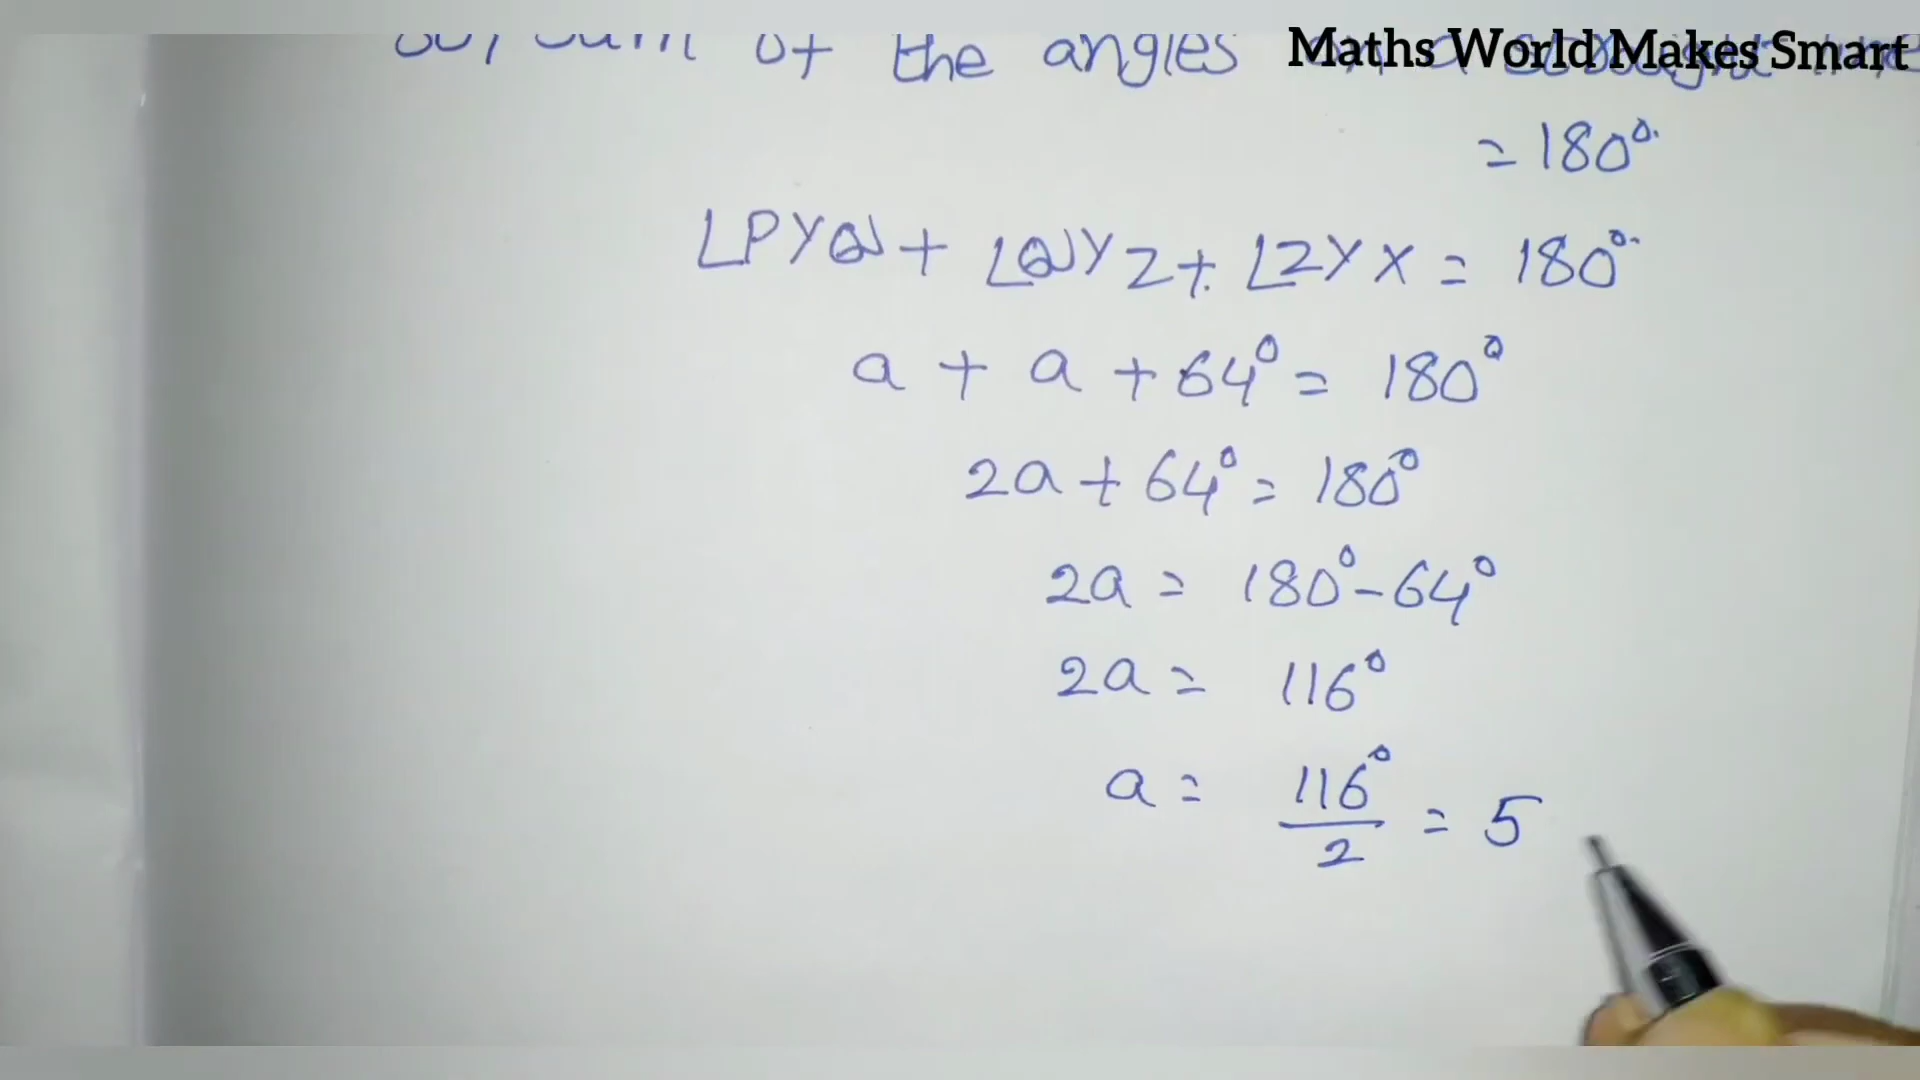 Maths World Makes Smart
of the angles
= 180°.
∠PYQ + ∠QYZ + ∠ZYX = 180°.
a + a + 64° = 180°
2a + 64° = 180°
2a = 180° - 64°
2a = 116°
a = 116°/2 = 5